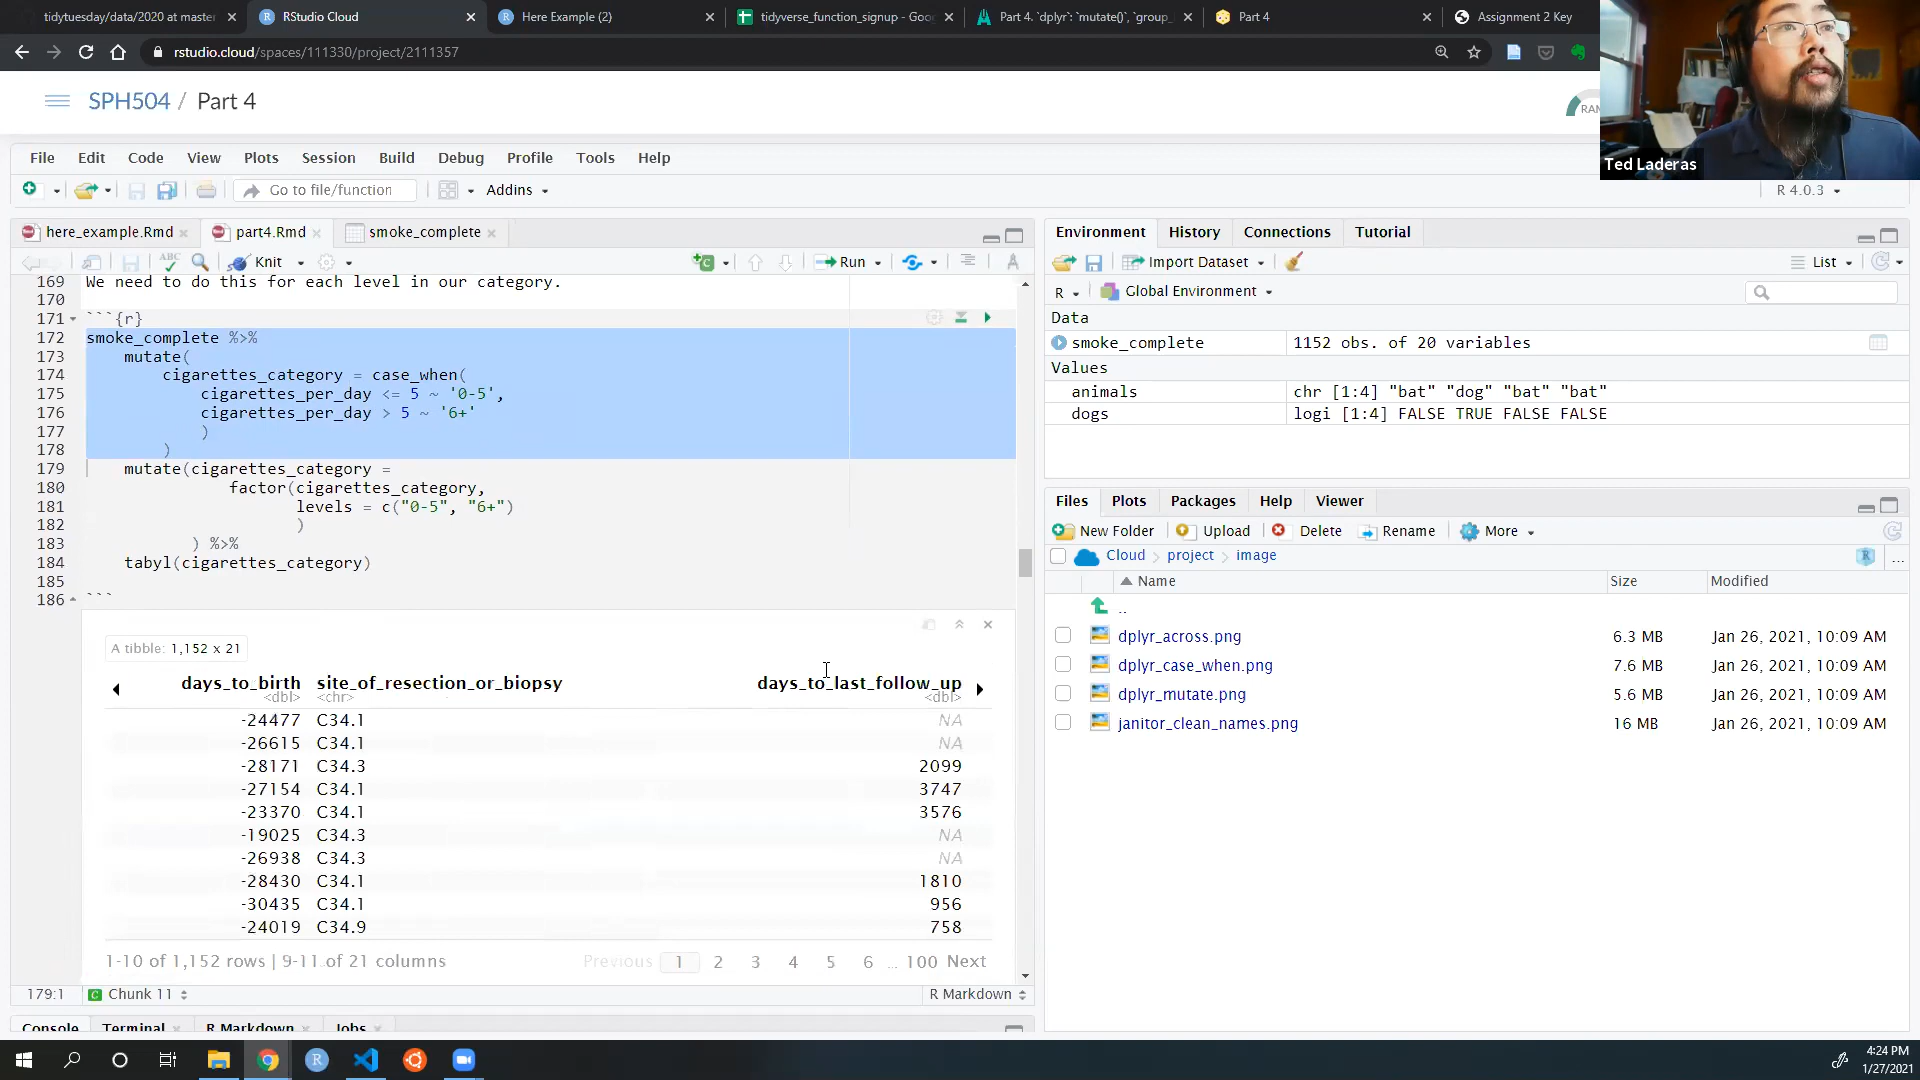 tidytuesday/data/2020 at master
RStudio Cloud
Here Example (2)
tidyverse_function_signup - Goo
Part 4. `dplyr`: `mutate()`, `group_
Part 4
Assignment 2 Key
rstudio.cloud/spaces/111330/project/2111357
SPH504 / Part 4
RAM
Ted Laderas
File Edit Code View Plots Session Build Debug Profile Tools Help
Go to file/function
Addins
R 4.0.3
here_example.Rmd
part4.Rmd
smoke_complete
Knit
Run
169 We need to do this for each level in our category.
170
171 ```{r}
172 smoke_complete %>%
173 mutate(
174 cigarettes_category = case_when(
175 cigarettes_per_day <= 5 ~ '0-5',
176 cigarettes_per_day > 5 ~ '6+'
177 )
178 )
179 mutate(cigarettes_category =
180 factor(cigarettes_category,
181 levels = c("0-5", "6+")
182 )
183 ) %>%
184 tabyl(cigarettes_category)
185
186 ```
A tibble: 1,152 x 21
days_to_birth site_of_resection_or_biopsy days_to_last_follow_up
<dbl> <chr> <dbl>
-24477 C34.1 NA
-26615 C34.1 NA
-28171 C34.3 2099
-27154 C34.1 3747
-23370 C34.1 3576
-19025 C34.3 NA
-26938 C34.3 NA
-28430 C34.1 1810
-30435 C34.1 956
-24019 C34.9 758
1-10 of 1,152 rows | 9-11 of 21 columns Previous 1 2 3 4 5 6 ... 100 Next
179:1 Chunk 11 R Markdown
Console Terminal R Markdown Jobs
Environment History Connections Tutorial
Import Dataset
List
R Global Environment
Data
smoke_complete 1152 obs. of 20 variables
Values
animals chr [1:4] "bat" "dog" "bat" "bat"
dogs logi [1:4] FALSE TRUE FALSE FALSE
Files Plots Packages Help Viewer
New Folder Upload Delete Rename More
Cloud > project > image
...
Name Size Modified
..
dplyr_across.png 6.3 MB Jan 26, 2021, 10:09 AM
dplyr_case_when.png 7.6 MB Jan 26, 2021, 10:09 AM
dplyr_mutate.png 5.6 MB Jan 26, 2021, 10:09 AM
janitor_clean_names.png 16 MB Jan 26, 2021, 10:09 AM
4:24 PM
1/27/2021